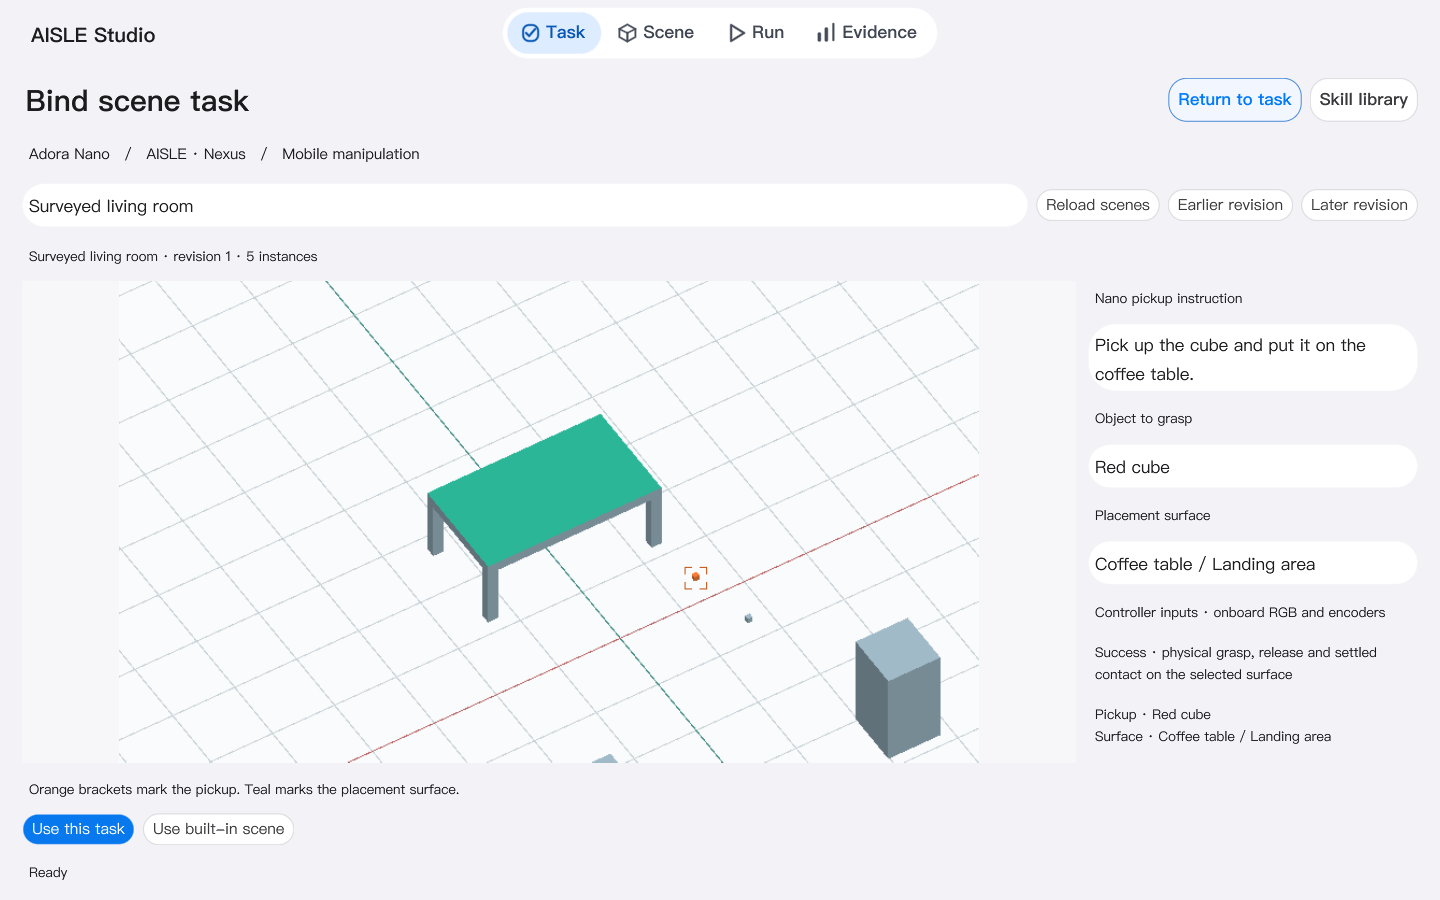 AISLE Studio
Task
Scene
Run
Evidence
Bind scene task
Return to task
Skill library
Adora Nano / AISLE · Nexus / Mobile manipulation
Surveyed living room
Reload scenes
Earlier revision
Later revision
Surveyed living room · revision 1 · 5 instances
Nano pickup instruction
Pick up the cube and put it on the
coffee table.
Object to grasp
Red cube
Placement surface
Coffee table / Landing area
Controller inputs · onboard RGB and encoders
Success · physical grasp, release and settled
contact on the selected surface
Pickup · Red cube
Surface · Coffee table / Landing area
Orange brackets mark the pickup. Teal marks the placement surface.
Use this task
Use built-in scene
Ready